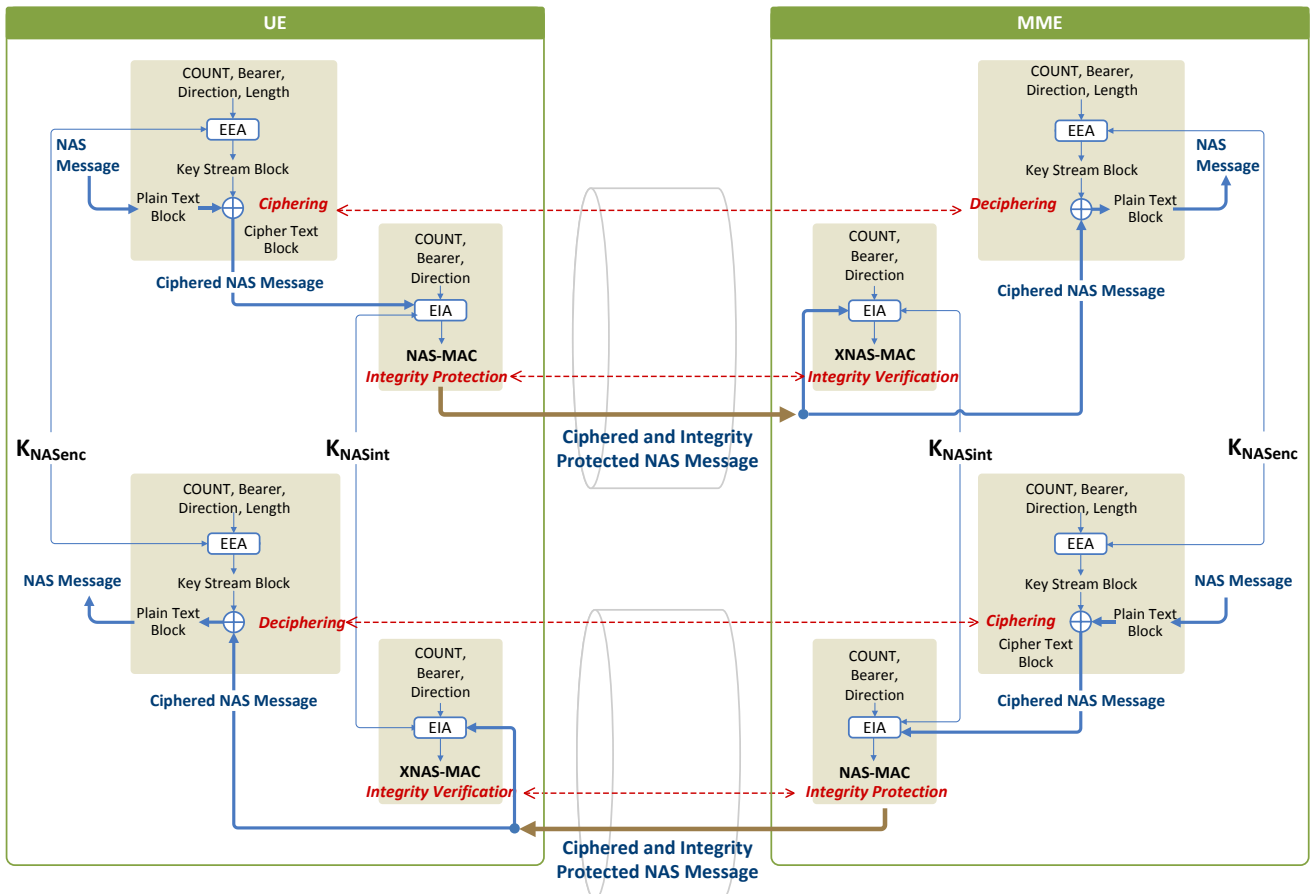 UE
MME
COUNT, Bearer,
Direction, Length
EEA
NAS
Message
Key Stream Block
Plain Text
Block
Ciphering
Cipher Text
Block
Ciphered NAS Message
COUNT,
Bearer,
Direction
EIA
NAS-MAC
Integrity Protection
COUNT, Bearer,
Direction, Length
EEA
NAS
Message
Key Stream Block
Deciphering
Plain Text
Block
COUNT,
Bearer,
Direction
Ciphered NAS Message
EIA
XNAS-MAC
Integrity Verification
Ciphered and Integrity
Protected NAS Message
KNASenc
KNASint
KNASint
KNASenc
COUNT, Bearer,
Direction, Length
EEA
NAS Message
Key Stream Block
Plain Text
Block
Deciphering
Ciphered NAS Message
COUNT,
Bearer,
Direction
EIA
XNAS-MAC
Integrity Verification
COUNT, Bearer,
Direction, Length
EEA
Key Stream Block
NAS Message
Ciphering
Plain Text
Block
Cipher Text
Block
COUNT,
Bearer,
Direction
Ciphered NAS Message
EIA
NAS-MAC
Integrity Protection
Ciphered and Integrity
Protected NAS Message